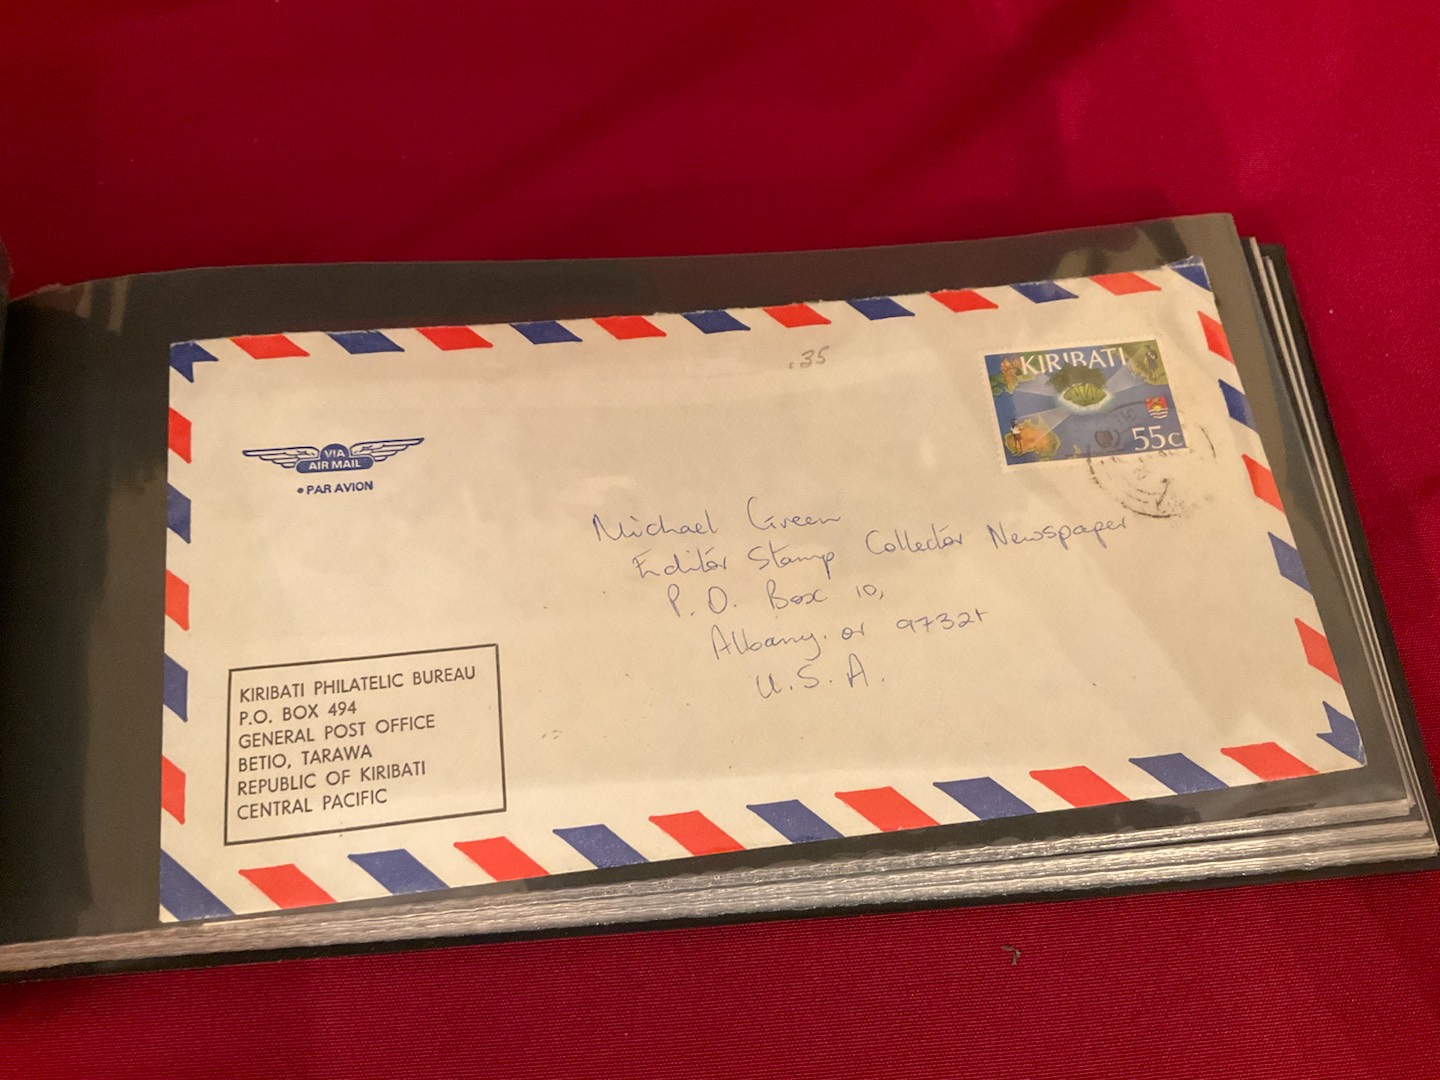 .35
KIRIBATI
55c
VIA
AIR MAIL
PAR AVION
Michael Green
Editor Stamp Collector Newspaper
P.O. Box 10,
Albany. or 97321
U.S.A.
KIRIBATI PHILATELIC BUREAU
P.O. BOX 494
GENERAL POST OFFICE
BETIO, TARAWA
REPUBLIC OF KIRIBATI
CENTRAL PACIFIC